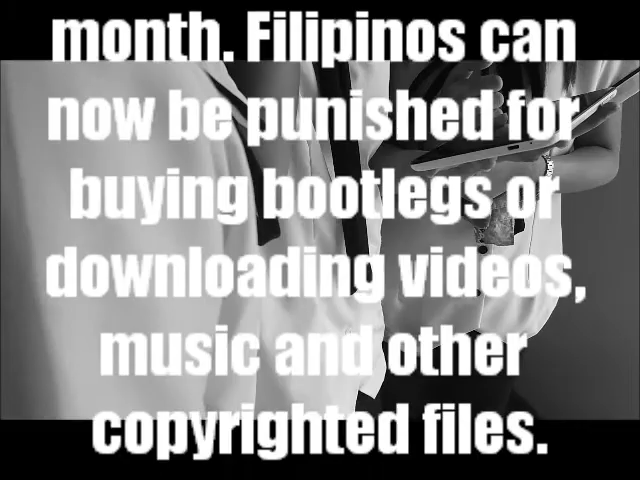 month. Filipinos can
now be punished for
buying bootlegs or
downloading videos,
music and other
copyrighted files.